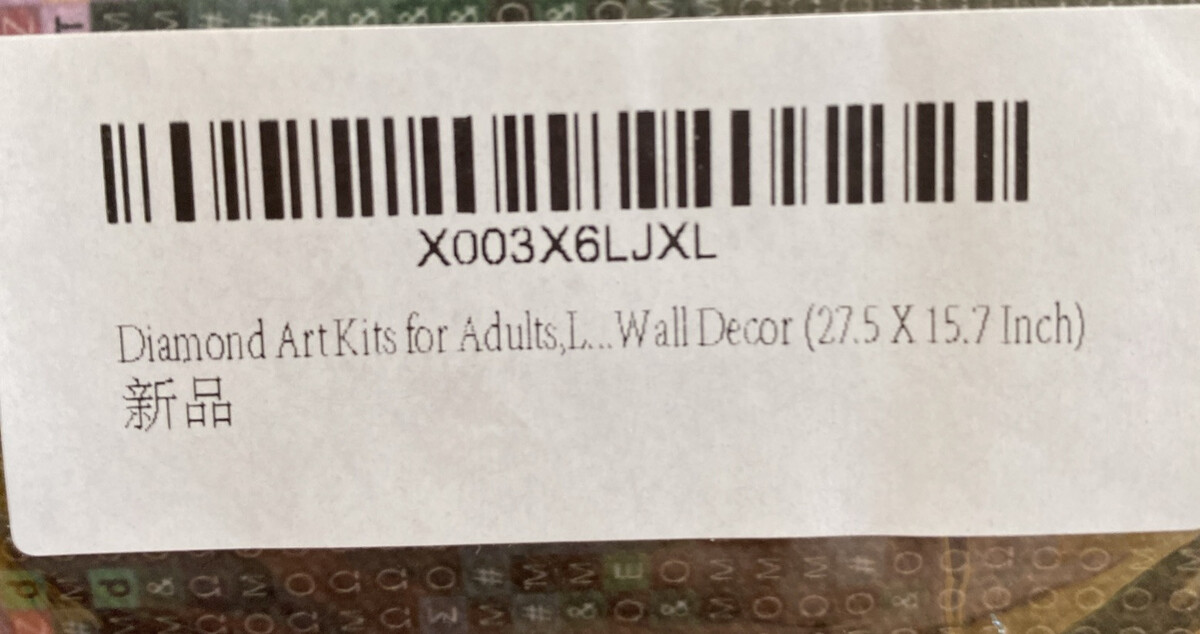 X003X6LJXL
Diamond Art Kits for Adults,L...Wall Decor (27.5 X 15.7 Inch)
新品